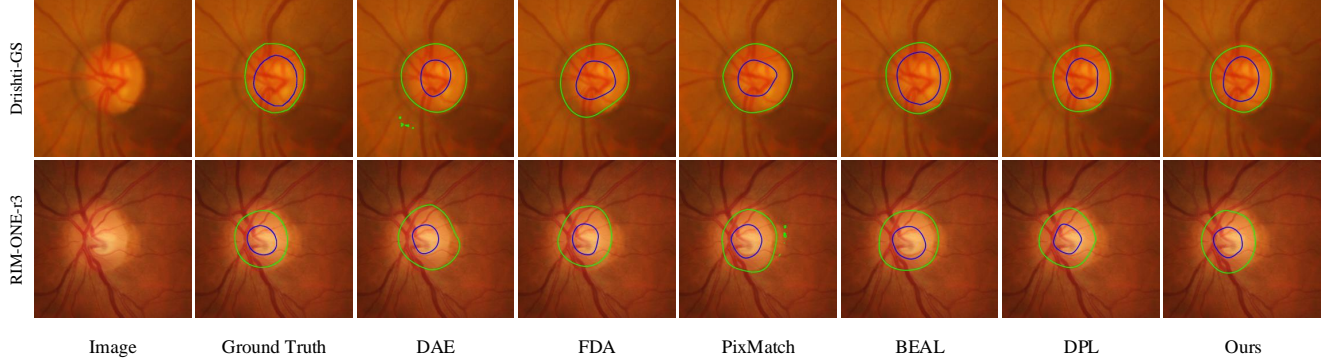 Drishti-GS
RIM-ONE-r3
Image Ground Truth DAE FDA PixMatch BEAL DPL Ours